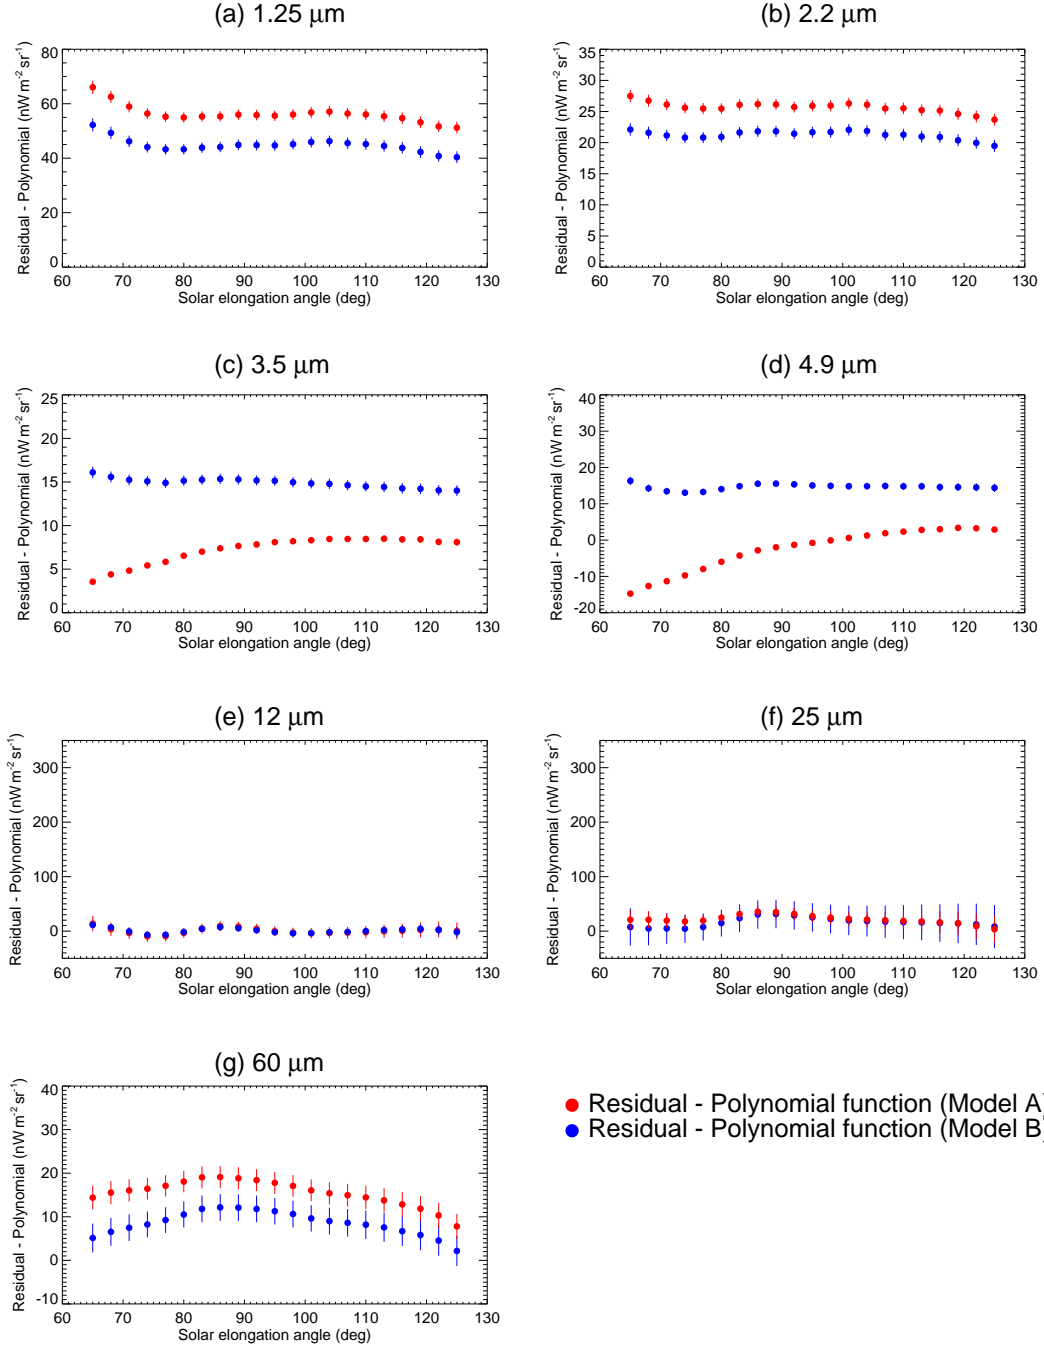 (a) 1.25 μm
(b) 2.2 μm
Residual - Polynomial (nW m⁻² sr⁻¹)
80
60
40
20
0
60 70 80 90 100 110 120 130
Solar elongation angle (deg)
Residual - Polynomial (nW m⁻² sr⁻¹)
35
30
25
20
15
10
5
0
60 70 80 90 100 110 120 130
Solar elongation angle (deg)
(c) 3.5 μm
(d) 4.9 μm
Residual - Polynomial (nW m⁻² sr⁻¹)
25
20
15
10
5
0
60 70 80 90 100 110 120 130
Solar elongation angle (deg)
Residual - Polynomial (nW m⁻² sr⁻¹)
40
30
20
10
0
-10
-20
60 70 80 90 100 110 120 130
Solar elongation angle (deg)
(e) 12 μm
(f) 25 μm
Residual - Polynomial (nW m⁻² sr⁻¹)
300
200
100
0
60 70 80 90 100 110 120 130
Solar elongation angle (deg)
Residual - Polynomial (nW m⁻² sr⁻¹)
300
200
100
0
60 70 80 90 100 110 120 130
Solar elongation angle (deg)
(g) 60 μm
Residual - Polynomial (nW m⁻² sr⁻¹)
40
30
20
10
0
-10
60 70 80 90 100 110 120 130
Solar elongation angle (deg)
Residual - Polynomial function (Model A)
Residual - Polynomial function (Model B)